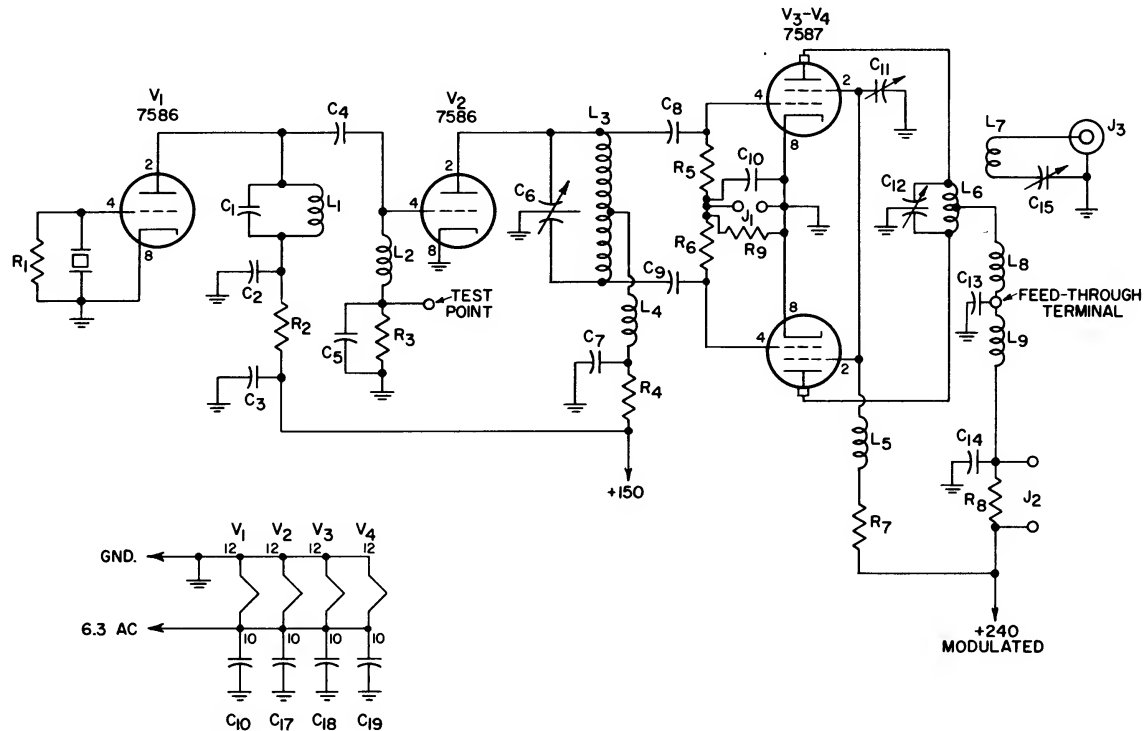 V3-V4
7587
V1
7586
C4
V2
7586
L3
C8
2
C11
4
8
L7
J3
2
4
8
R1
C1
L1
L2
C2
R2
C3
TEST
POINT
C5
R3
2
4
8
C6
L4
C7
R4
C9
R5
C10
J1
R6
R9
C12
L6
C15
L8
C13
FEED-THROUGH
TERMINAL
L9
8
4
2
L5
R7
C14
R8
J2
+150
+240
MODULATED
V1 V2 V3 V4
12 12 12 12
GND.
6.3 AC
10 10 10 10
C10 C17 C18 C19